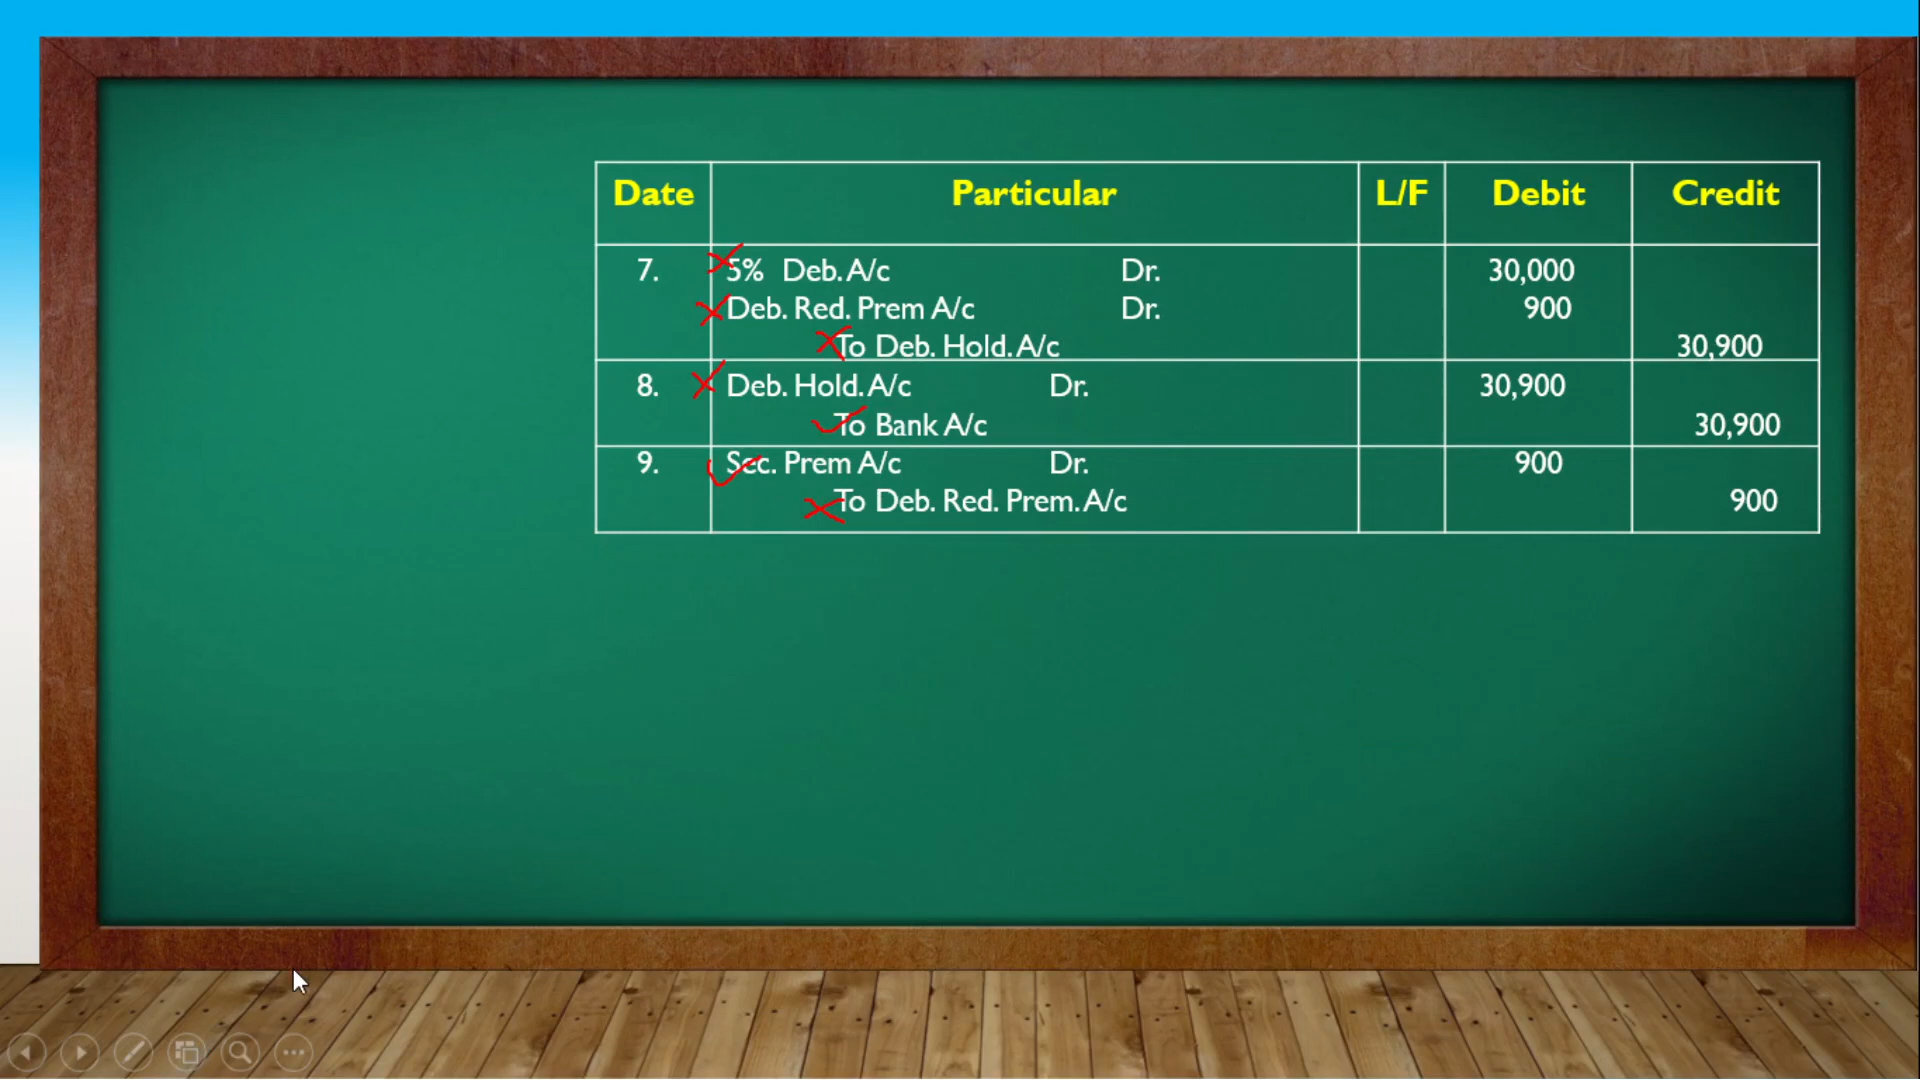 Date Particular L/F Debit Credit
7. 5% Deb. A/c Dr. 30,000
Deb. Red. Prem A/c Dr. 900
To Deb. Hold. A/c 30,900
8. Deb. Hold. A/c Dr. 30,900
To Bank A/c 30,900
9. Sec. Prem A/c Dr. 900
To Deb. Red. Prem. A/c 900